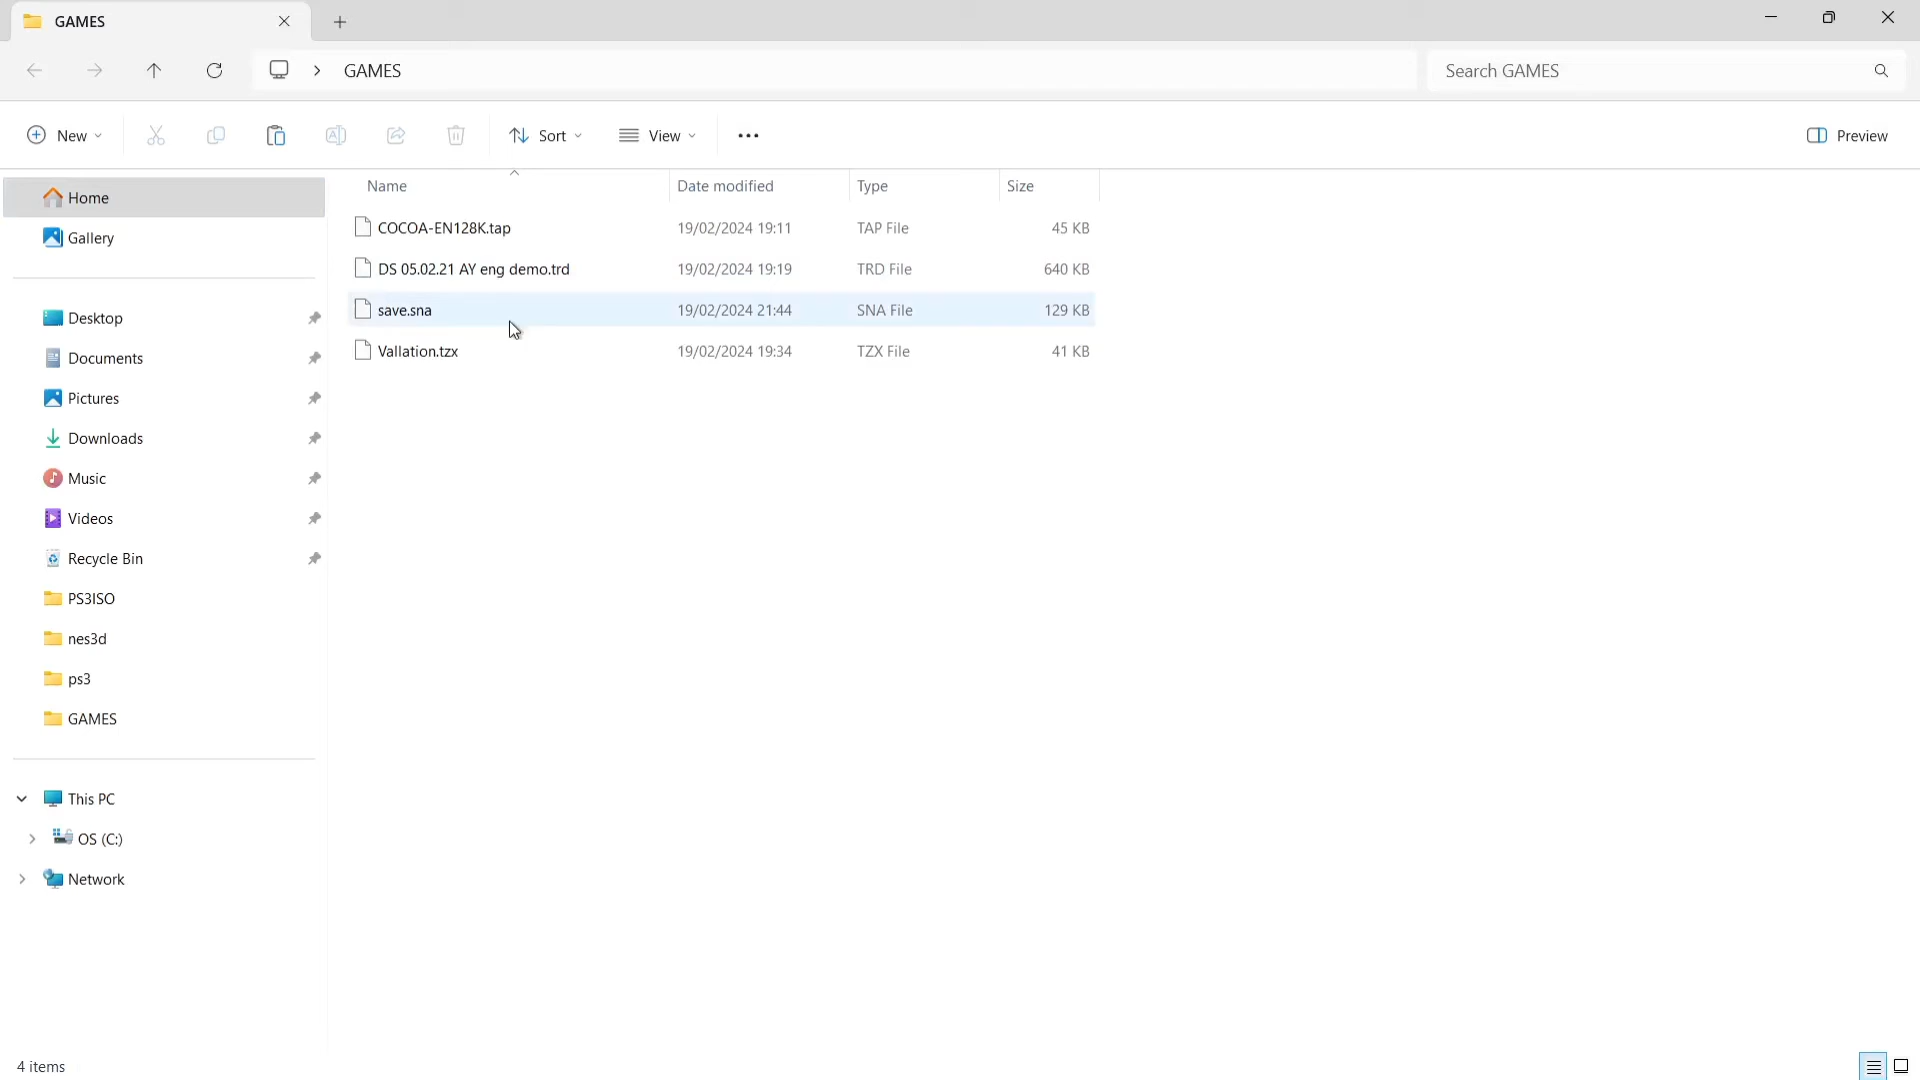 GAMES
GAMES
Search GAMES
New
Sort
View
Preview
Home
Gallery
Desktop
Documents
Pictures
Downloads
Music
Videos
Recycle Bin
PS3ISO
nes3d
ps3
GAMES
This PC
OS (C:)
Network
Name Date modified Type Size
COCOA-EN128K.tap 19/02/2024 19:11 TAP File 45 KB
DS 05.02.21 AY eng demo.trd 19/02/2024 19:19 TRD File 640 KB
save.sna 19/02/2024 21:44 SNA File 129 KB
Vallation.tzx 19/02/2024 19:34 TZX File 41 KB
4 items